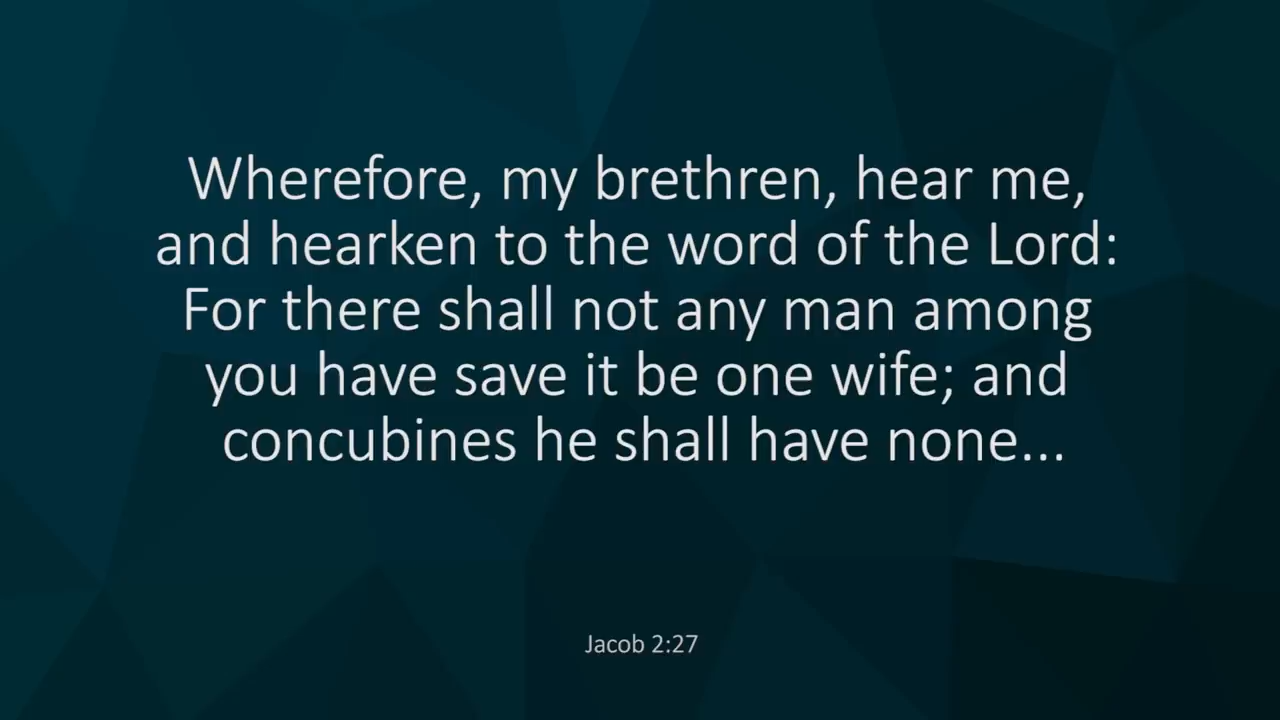 Wherefore, my brethren, hear me,
and hearken to the word of the Lord:
For there shall not any man among
you have save it be one wife; and
concubines he shall have none...
Jacob 2:27